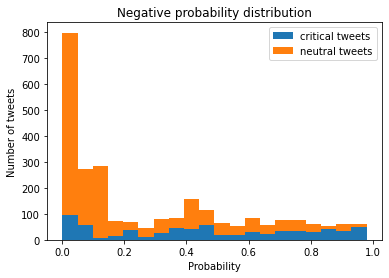 Negative probability distribution
critical tweets
neutral tweets
Number of tweets
800
700
600
500
400
300
200
100
0
0.0 0.2 0.4 0.6 0.8 1.0
Probability